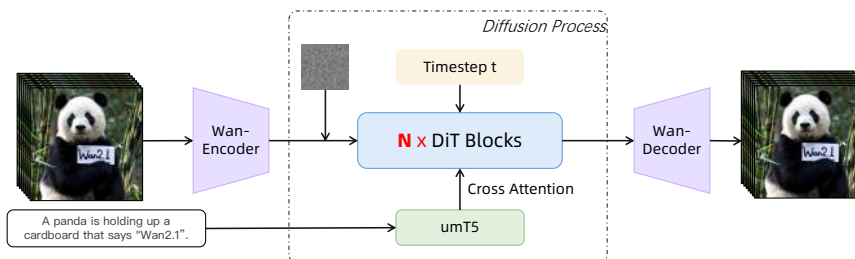 Diffusion Process
Timestep t
Wan-
Encoder
N x DiT Blocks
Wan-
Decoder
Wan2.1
Wan2.1
Cross Attention
A panda is holding up a
cardboard that says "Wan2.1”.
umT5